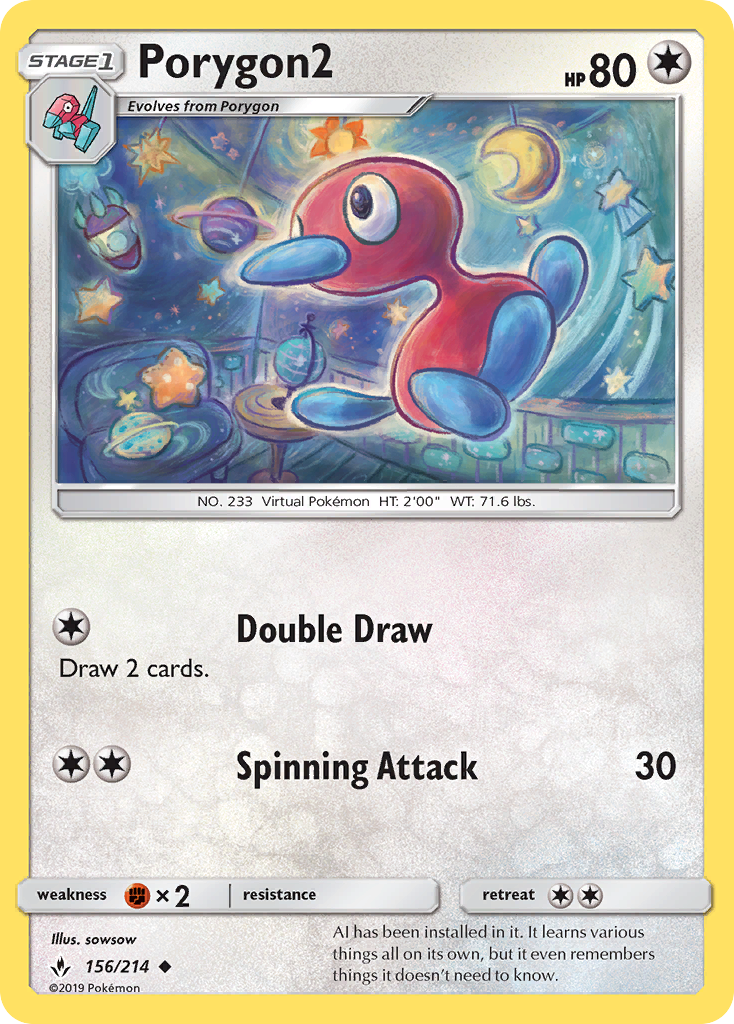 STAGE1
Porygon2
HP 80
Evolves from Porygon
NO. 233 Virtual Pokémon HT: 2'00" WT: 71.6 lbs.
Double Draw
Draw 2 cards.
Spinning Attack 30
weakness × 2 resistance retreat
Illus. sowsow
156/214
©2019 Pokémon
AI has been installed in it. It learns various
things all on its own, but it even remembers
things it doesn't need to know.